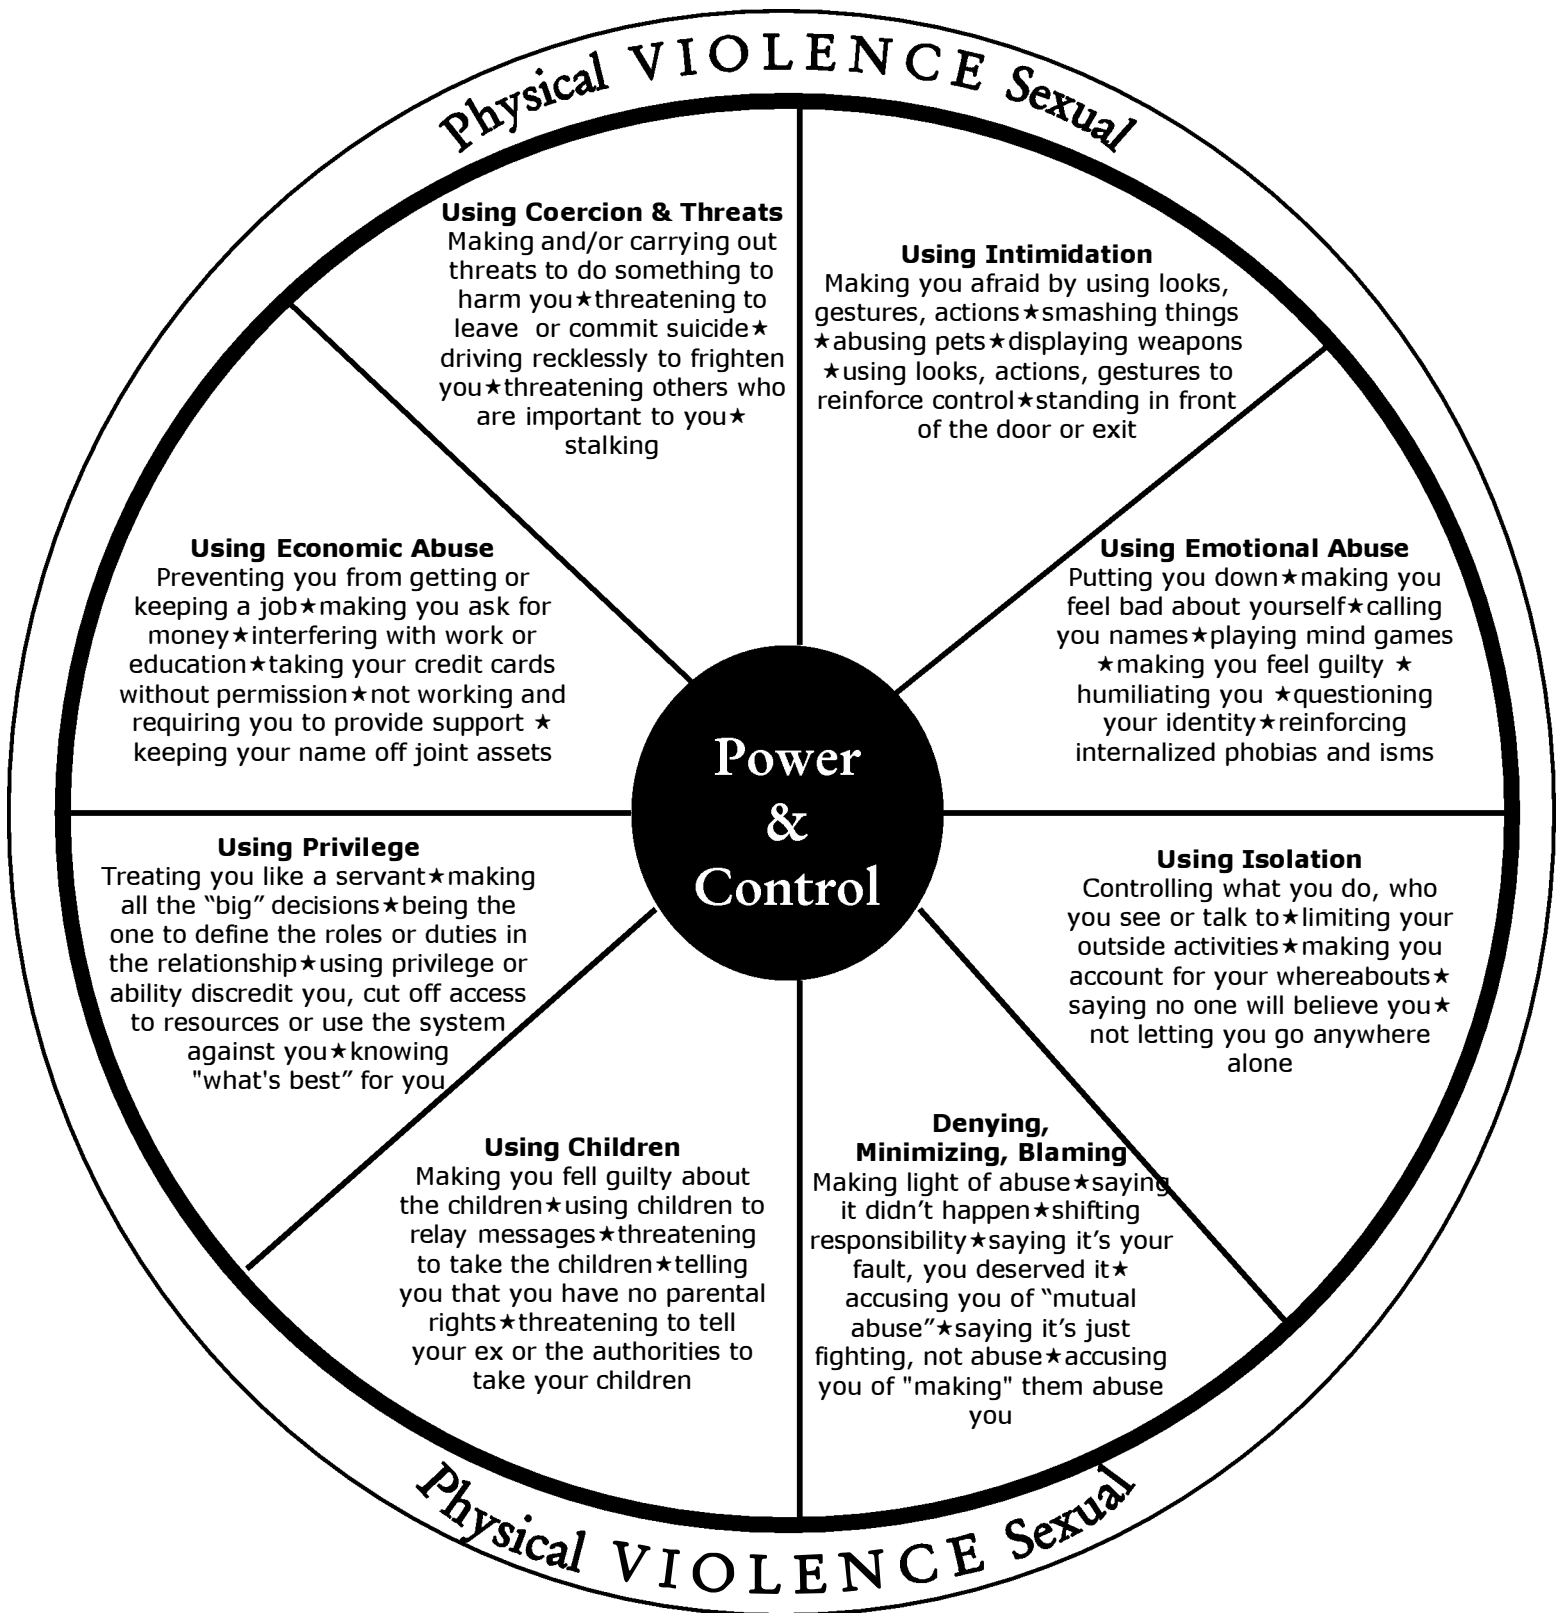 Physical VIOLENCE Sexual
Using Coercion & Threats
Making and/or carrying out
threats to do something to
harm you★threatening to
leave or commit suicide★
driving recklessly to frighten
you★threatening others who
are important to you★
stalking
Using Intimidation
Making you afraid by using looks,
gestures, actions★smashing things
★abusing pets★displaying weapons
★using looks, actions, gestures to
reinforce control★standing in front
of the door or exit
Using Economic Abuse
Preventing you from getting or
keeping a job★making you ask for
money★interfering with work or
education★taking your credit cards
without permission★not working and
requiring you to provide support ★
keeping your name off joint assets
Using Emotional Abuse
Putting you down★making you
feel bad about yourself★calling
you names★playing mind games
★making you feel guilty ★
humiliating you ★questioning
your identity★reinforcing
internalized phobias and isms
Power
&
Control
Using Privilege
Treating you like a servant★making
all the “big” decisions★being the
one to define the roles or duties in
the relationship★using privilege or
ability discredit you, cut off access
to resources or use the system
against you★knowing
"what's best” for you
Using Isolation
Controlling what you do, who
you see or talk to★limiting your
outside activities★making you
account for your whereabouts★
saying no one will believe you★
not letting you go anywhere
alone
Using Children
Making you fell guilty about
the children★using children to
relay messages★threatening
to take the children★telling
you that you have no parental
rights★threatening to tell
your ex or the authorities to
take your children
Denying,
Minimizing, Blaming
Making light of abuse★saying
it didn’t happen★shifting
responsibility★saying it’s your
fault, you deserved it★
accusing you of “mutual
abuse”★saying it’s just
fighting, not abuse★accusing
you of "making" them abuse
you
Physical VIOLENCE Sexual